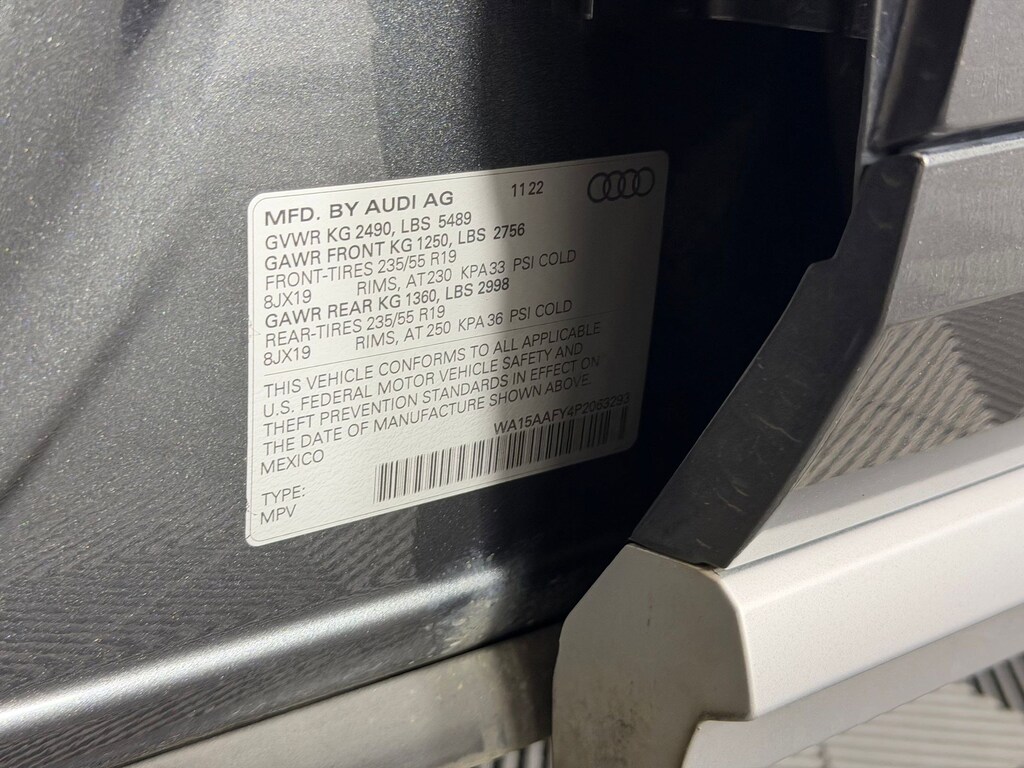 MFD. BY AUDI AG 11 22
GVWR KG 2490, LBS 5489
GAWR FRONT KG 1250, LBS 2756
FRONT-TIRES 235/55 R19
8JX19 RIMS, AT 230 KPA 33 PSI COLD
GAWR REAR KG 1360, LBS 2998
REAR-TIRES 235/55 R19
8JX19 RIMS, AT 250 KPA 36 PSI COLD
THIS VEHICLE CONFORMS TO ALL APPLICABLE
U.S. FEDERAL MOTOR VEHICLE SAFETY AND
THEFT PREVENTION STANDARDS IN EFFECT ON
THE DATE OF MANUFACTURE SHOWN ABOVE.
MEXICO WA15AAFY4P2063293
TYPE:
MPV